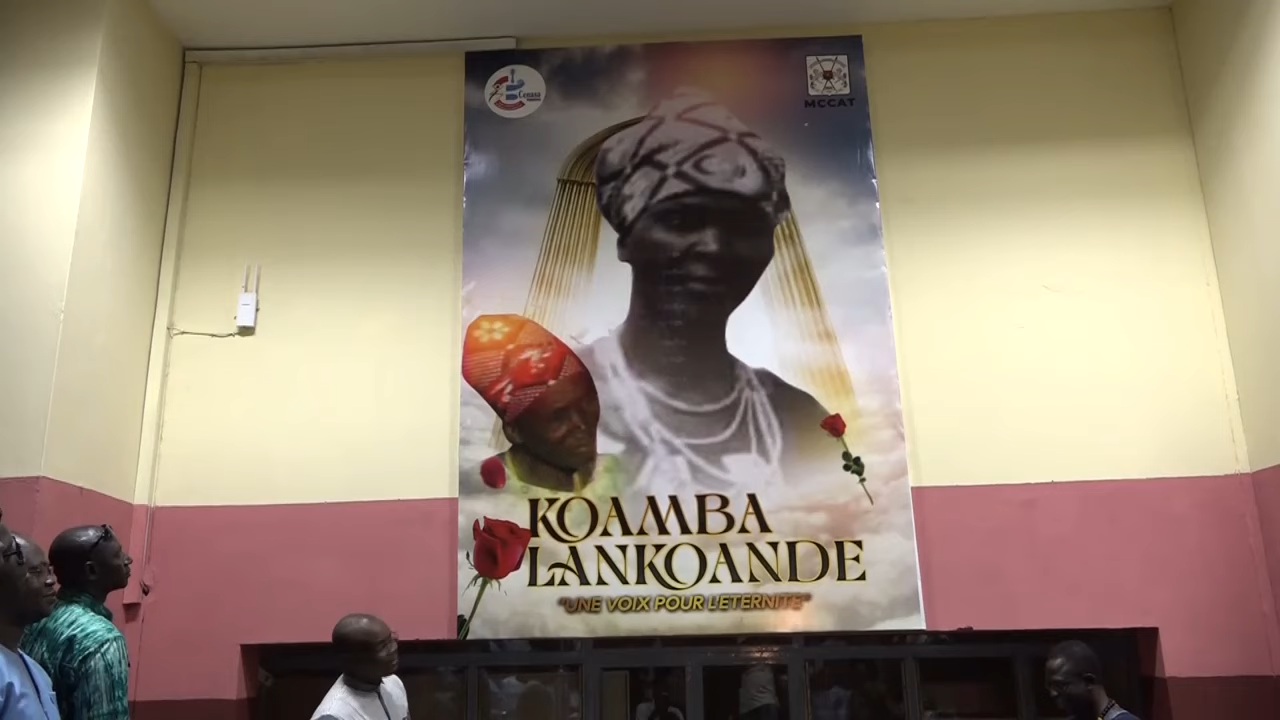 Cenasa
MCCAT
KOAMBA
LANKOANDE
"UNE VOIX POUR L'ETERNITE"